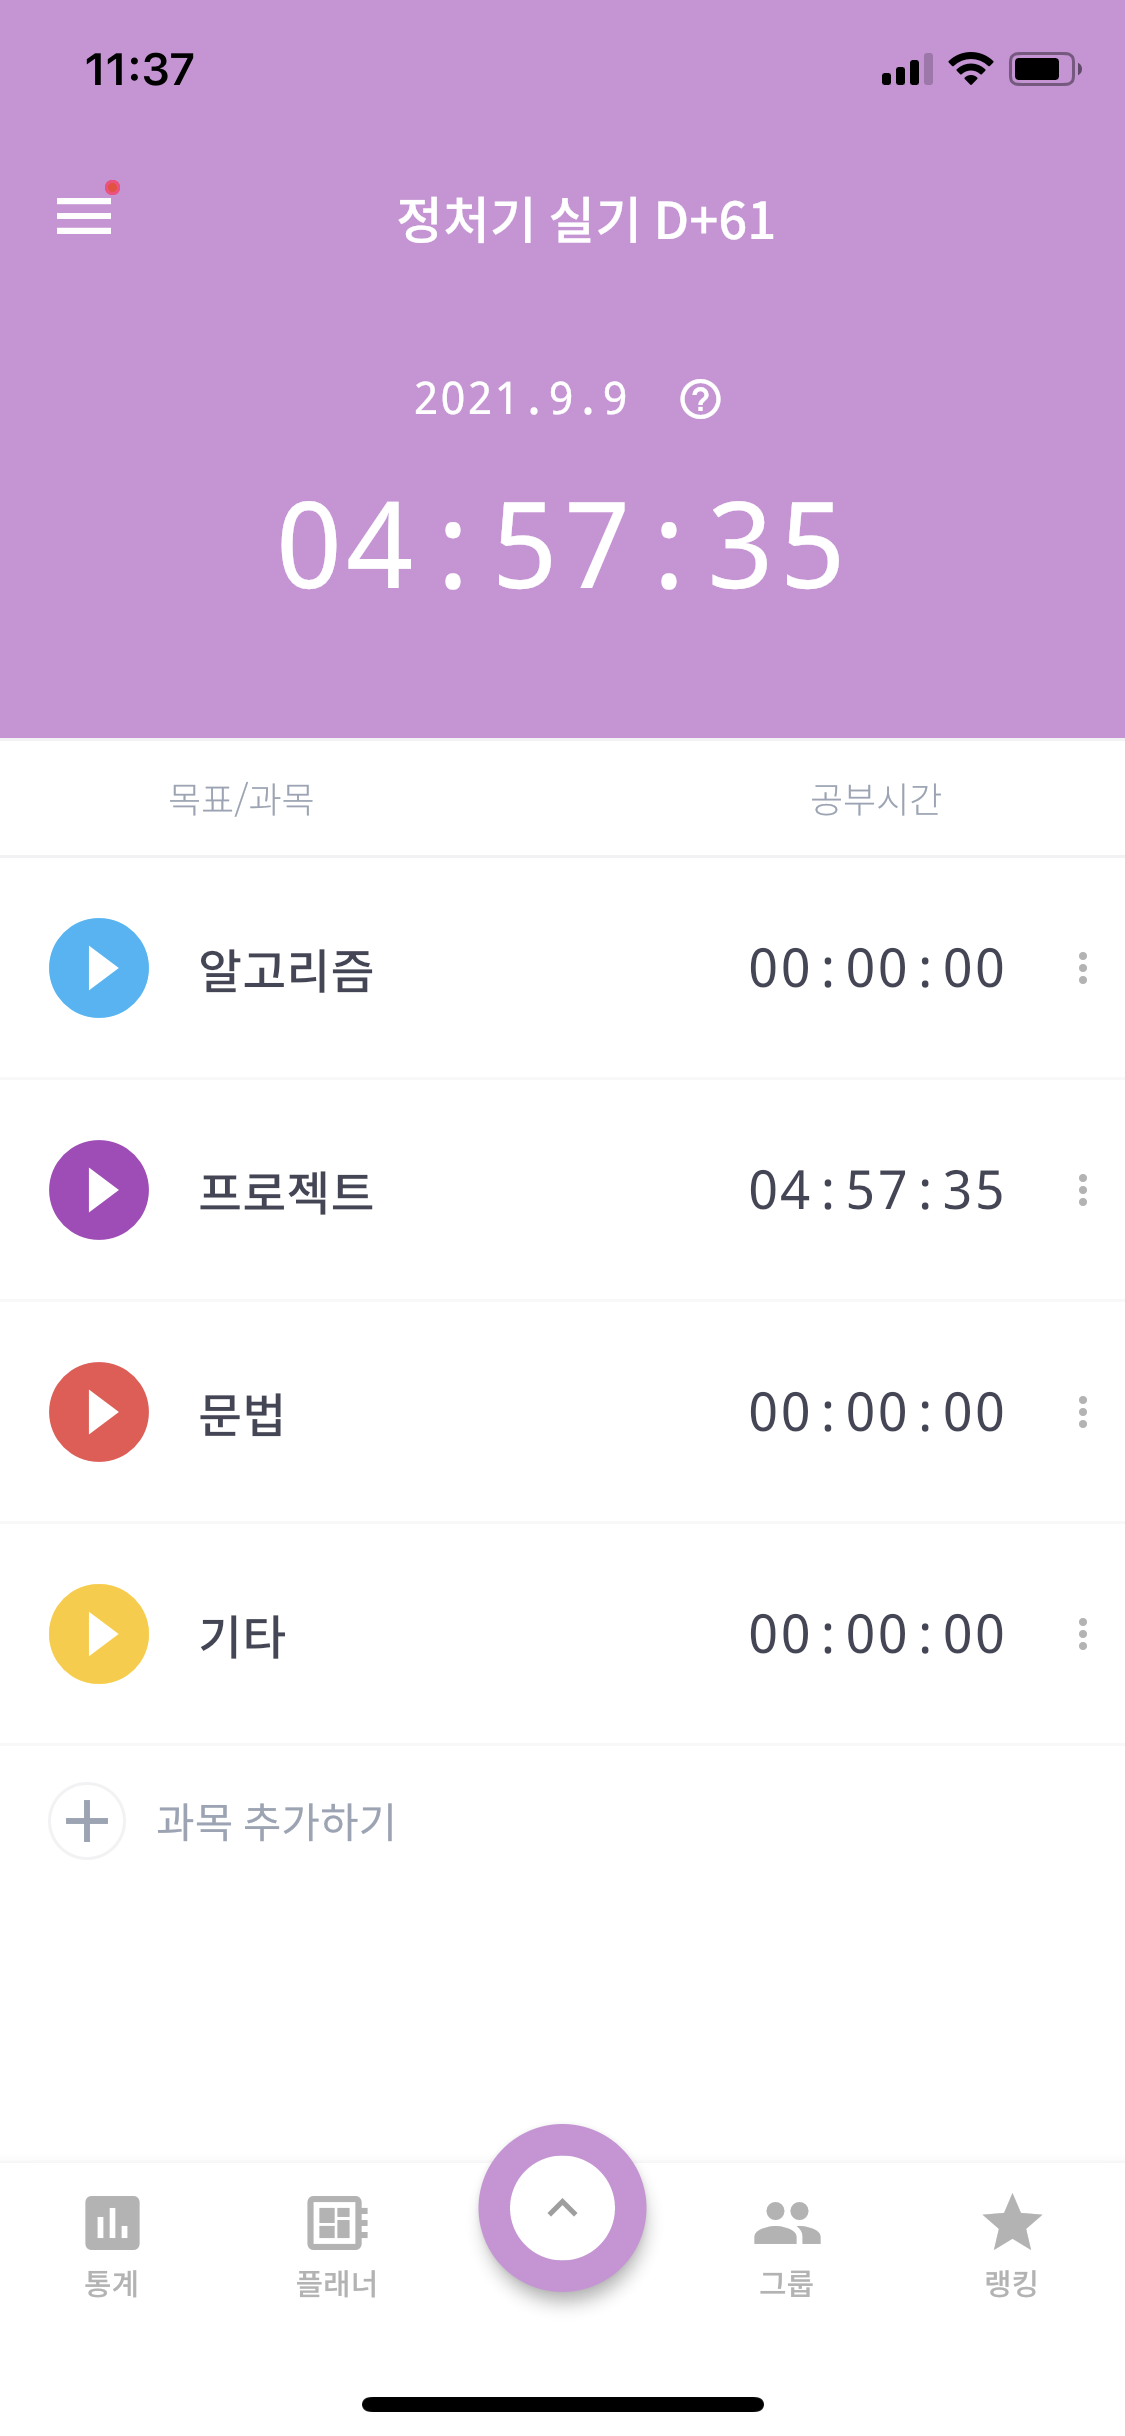 11:37
정처기 실기 D+61
2021.9.9
04:57:35
목표/과목 공부시간
알고리즘 00:00:00
프로젝트 04:57:35
문법 00:00:00
기타 00:00:00
과목 추가하기
통계 플래너 그룹 랭킹